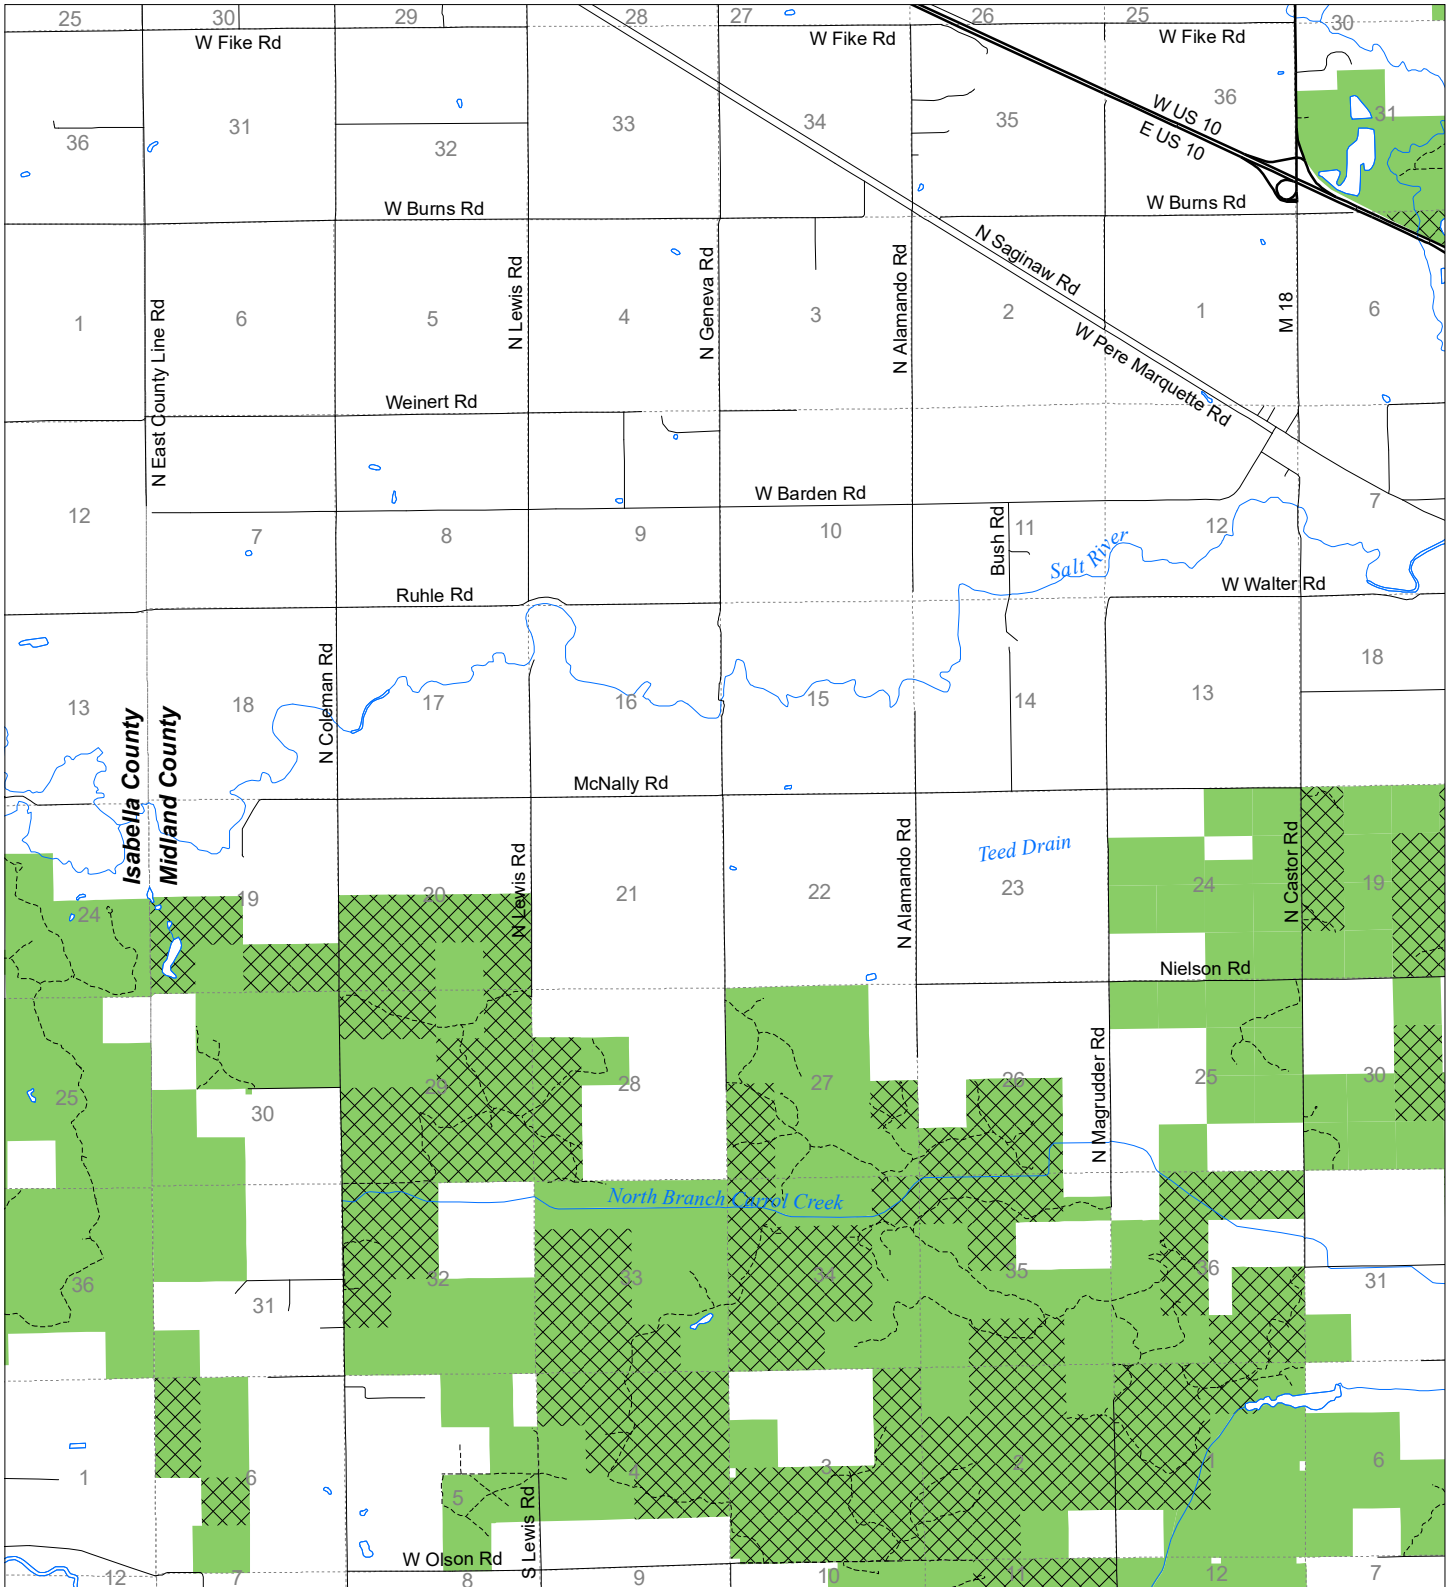 25
30
29
28
27
26
25
30
W Fike Rd
W Fike Rd
W Fike Rd
36
31
32
33
34
35
36
31
W US 10
E US 10
W Burns Rd
W Burns Rd
N Saginaw Rd
W Pere Marquette Rd
N East County Line Rd
N Lewis Rd
N Geneva Rd
N Alamando Rd
M 18
1
6
5
4
3
2
1
6
Weinert Rd
W Barden Rd
12
7
8
9
10
11
12
7
Bush Rd
Salt River
Ruhle Rd
W Walter Rd
13
18
17
16
15
14
13
18
N Coleman Rd
Isabella County
Midland County
McNally Rd
N Lewis Rd
N Alamando Rd
Teed Drain
N Castor Rd
24
19
20
21
22
23
24
19
Nielson Rd
25
30
29
28
27
26
25
30
N Magrudder Rd
North Branch Carrol Creek
36
31
32
33
34
35
36
31
1
6
5
4
3
2
1
6
S Lewis Rd
W Olson Rd
12
7
8
9
10
11
12
7